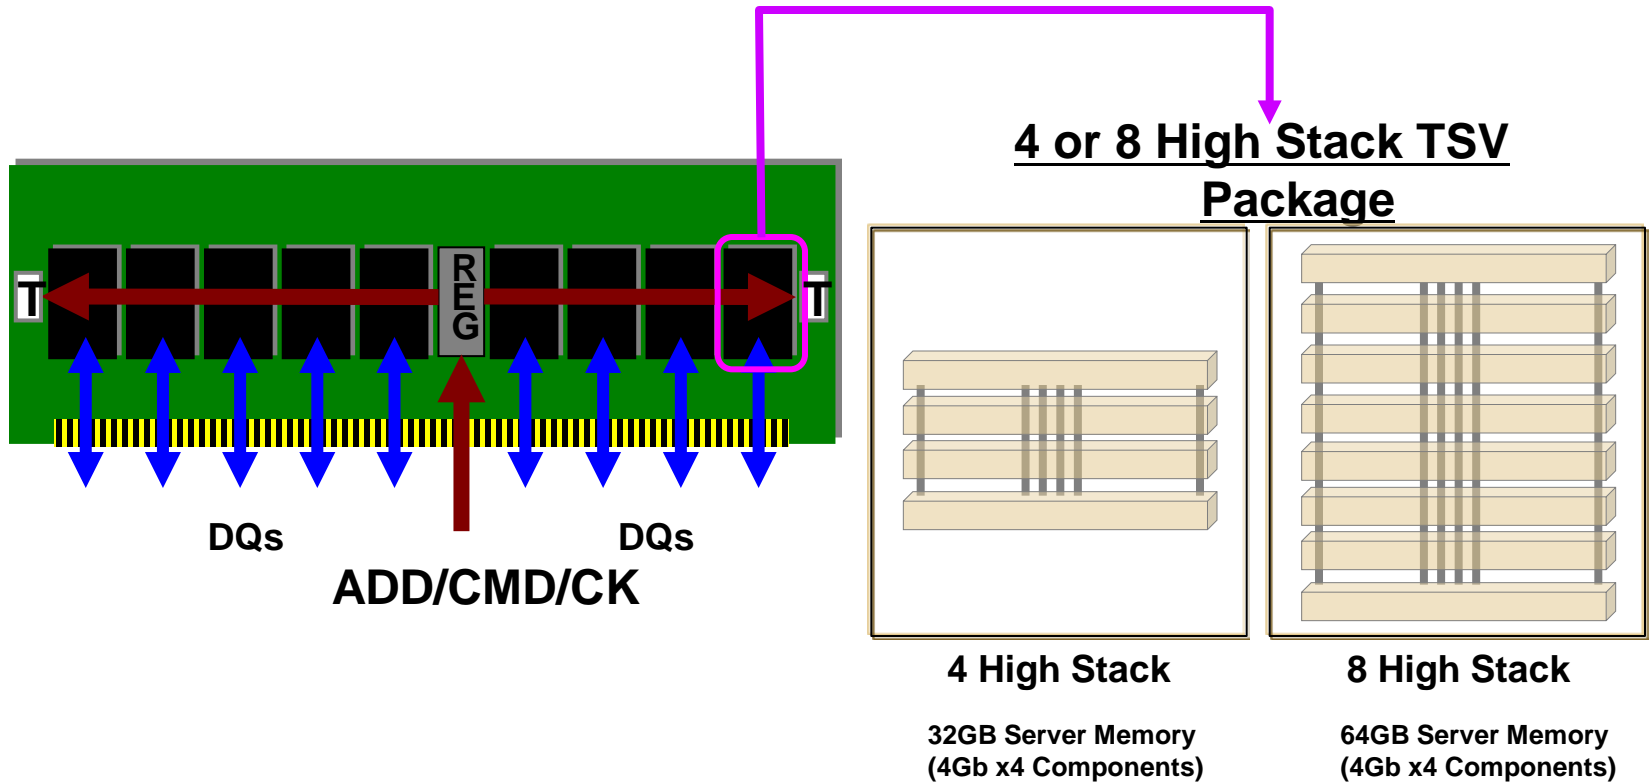 4 or 8 High Stack TSV
Package
T
R
E
G
T
DQs
DQs
ADD/CMD/CK
4 High Stack
8 High Stack
32GB Server Memory
(4Gb x4 Components)
64GB Server Memory
(4Gb x4 Components)